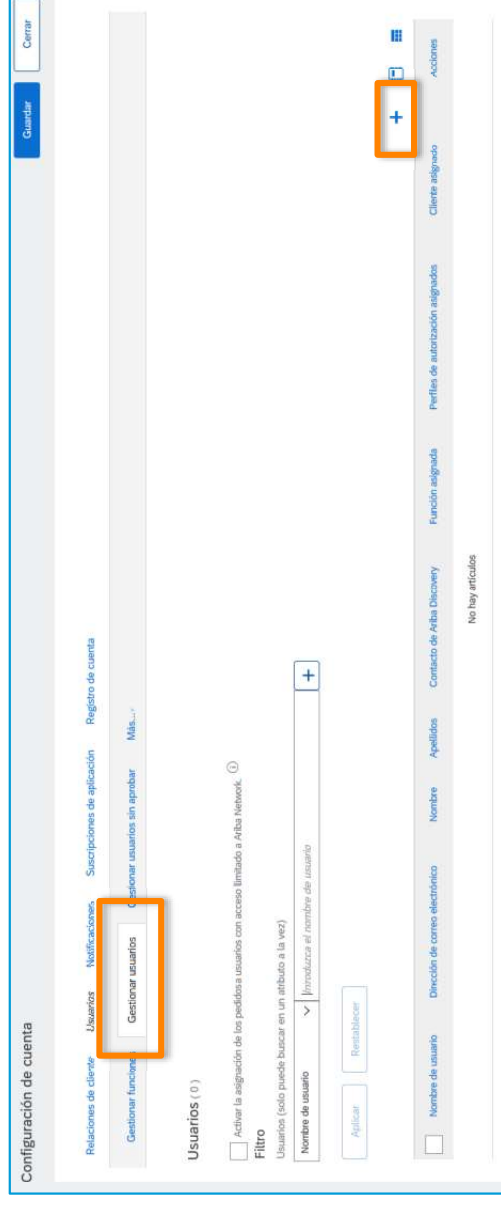 Configuración de cuenta
Guardar
Cerrar
Relaciones de cliente
Usuarios
Notificaciones
Suscripciones de aplicación
Registro de cuenta
Gestionar funciones
Gestionar usuarios
Gestionar usuarios sin aprobar
Más...
Usuarios (0)
Activar la asignación de los pedidosa usuarios con acceso limitado a Ariba Network.
Filtro
Usuarios (solo puede buscar en un atributo a la vez)
Nombre de usuario
Introduzca el nombre de usuario
+
Aplicar
Restablecer
+
Nombre de usuario
Dirección de correo electrónico
Nombre
Apellidos
Contacto de Ariba Discovery
Función asignada
Perfiles de autorización asignados
Cliente asignado
Acciones
No hay artículos